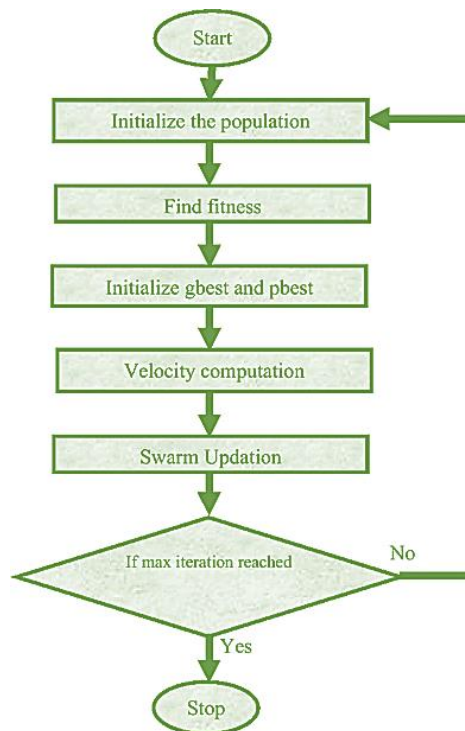 Start
Initialize the population
Find fitness
Initialize gbest and pbest
Velocity computation
Swarm Updation
If max iteration reached
No
Yes
Stop